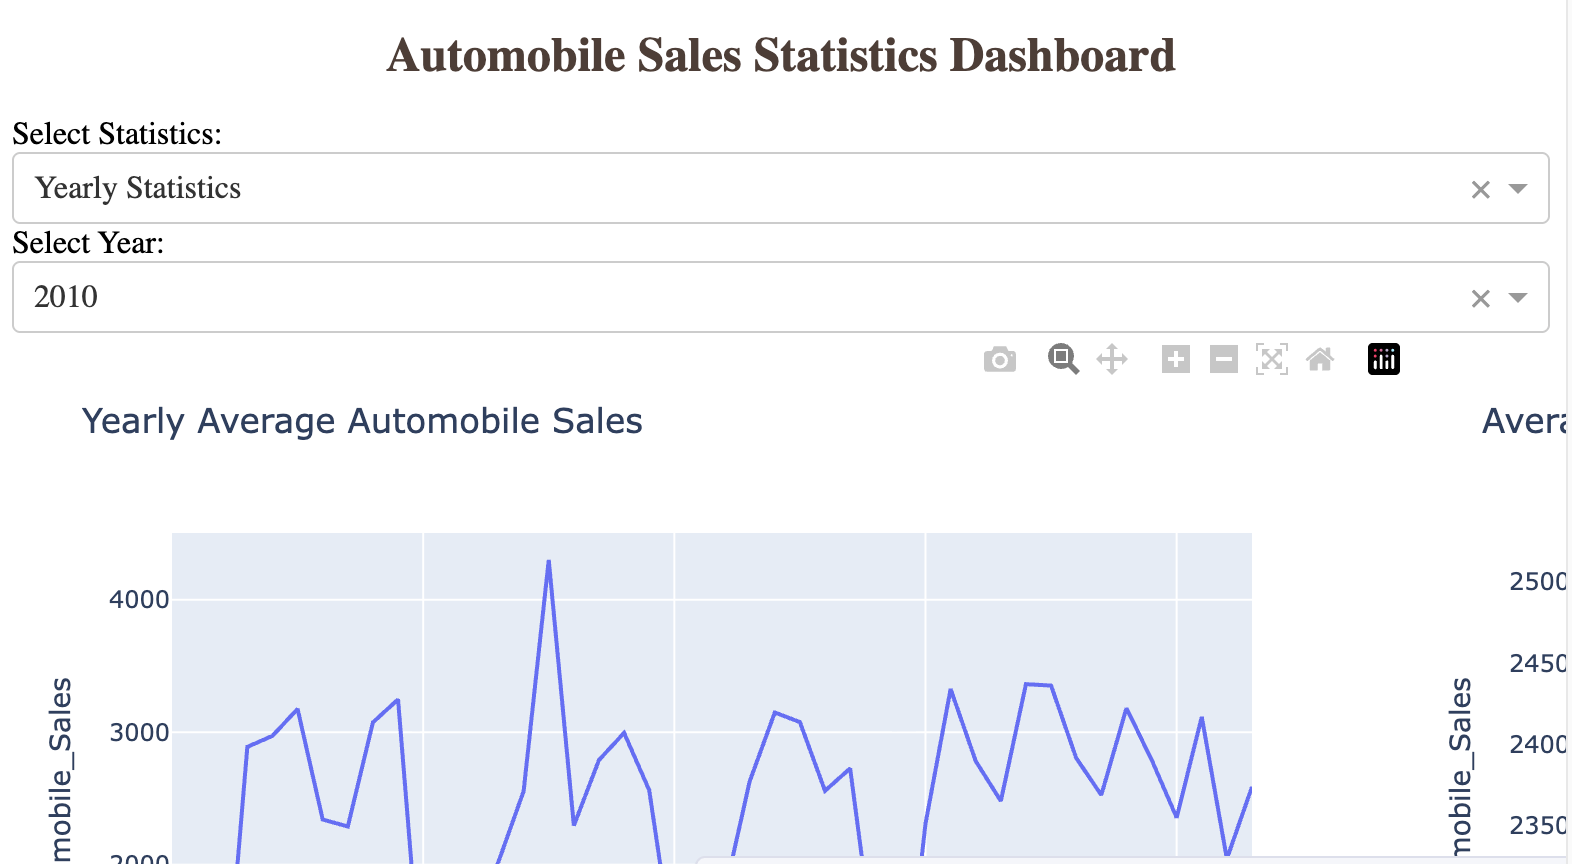 Automobile Sales Statistics Dashboard
Select Statistics:
Yearly Statistics
Select Year:
2010
Yearly Average Automobile Sales
4000
3000
2000
mobile_Sales
Avera
2500
2450
2400
2350
mobile_Sales